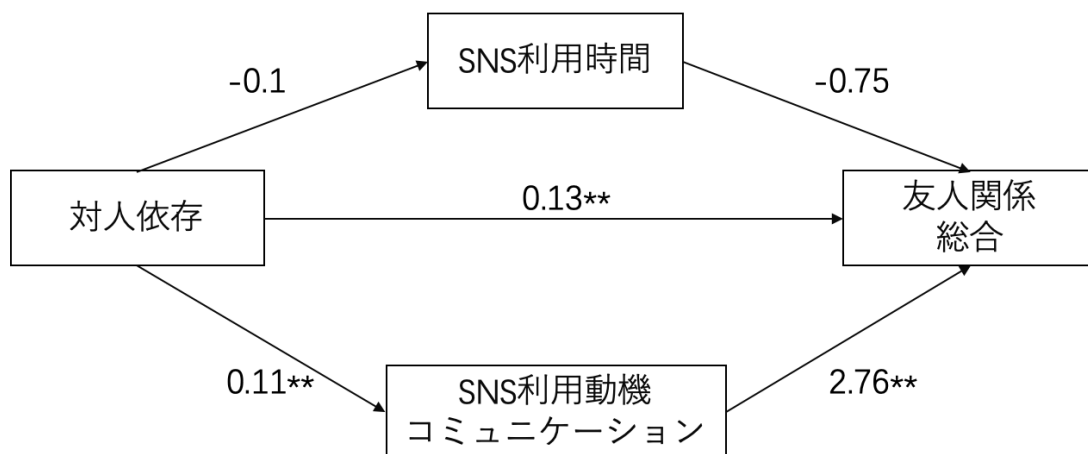 SNS利用時間
-0.1
-0.75
対人依存
0.13**
友人関係
総合
0.11**
SNS利用動機
コミュニケーション
2.76**